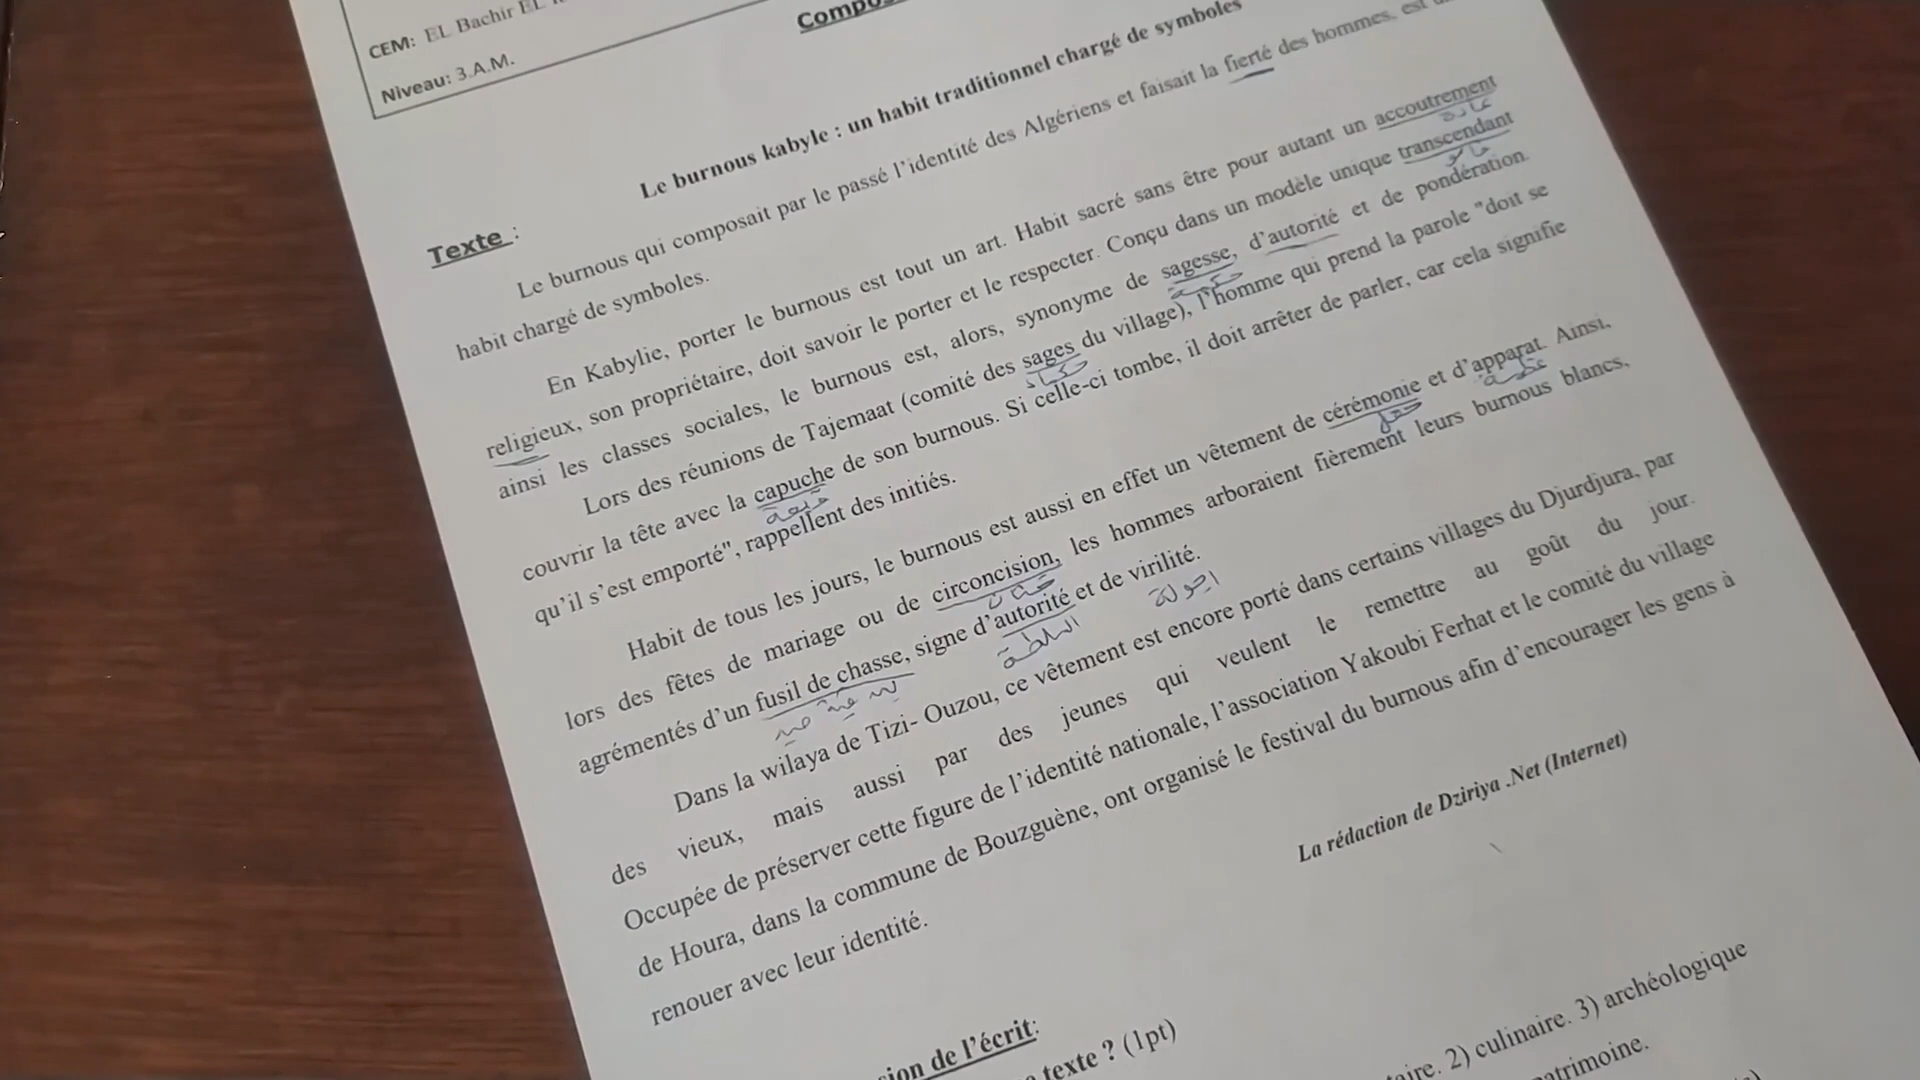 CEM: EL Bachir EL
Niveau: 3.A.M.
Le burnous kabyle : un habit traditionnel chargé de symboles
Texte :
Le burnous qui composait par le passé l'identité des Algériens et faisait la fierté des hommes, est
habit chargé de symboles.
En Kabylie, porter le burnous est tout un art. Habit sacré sans être pour autant un accoutrement
religieux, son propriétaire, doit savoir le porter et le respecter. Conçu dans un modèle unique transcendant
ainsi les classes sociales, le burnous est, alors, synonyme de sagesse, d'autorité et de pondération.
حكمة
Lors des réunions de Tajemaat (comité des sages du village), l'homme qui prend la parole "doit se
حكماء
couvrir la tête avec la capuche de son burnous. Si celle-ci tombe, il doit arrêter de parler, car cela signifie
qu'il s'est emporté", rappellent des initiés.
Habit de tous les jours, le burnous est aussi en effet un vêtement de cérémonie et d'apparat. Ainsi,
حفل
lors des fêtes de mariage ou de circoncision, les hommes arboraient fièrement leurs burnous blancs,
agrémentés d'un fusil de chasse, signe d'autorité et de virilité.
Dans la wilaya de Tizi- Ouzou, ce vêtement est encore porté dans certains villages du Djurdjura, par
des vieux, mais aussi par des jeunes qui veulent le remettre au goût du jour.
Occupée de préserver cette figure de l'identité nationale, l'association Yakoubi Ferhat et le comité du village
de Houra, dans la commune de Bouzguène, ont organisé le festival du burnous afin d'encourager les gens à
renouer avec leur identité.
La rédaction de Dziriya .Net (Internet)
de l'écrit:
texte ? (1pt)
2) culinaire. 3) archéologique